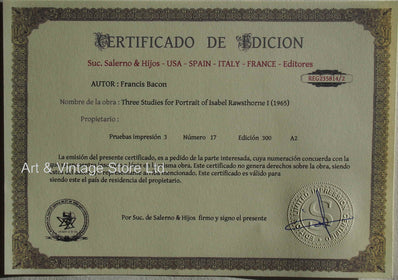 CERTIFICADO DE EDICION
Suc. Salerno & Hijos - USA - SPAIN - ITALY - FRANCE - Editores
REG235814/2
AUTOR : Francis Bacon
Nombre de la obra : Three Studies for Portrait of Isabel Rawsthorne I (1965)
Propietario :
Pruebas impresión 3 Número 17 Edición 300 A2
La emisión del presente certificado, es a pedido de la parte interesada, cuya numeración concuerda con la
misma obra. Este certificado no genera derechos sobre la obra,
mencionado. Este certificado es válido para
siendo este el país de residencia del propietario.
Art & Vintage Store Ltd.
Por Suc. de Salerno & Hijos firmo y signo el presente